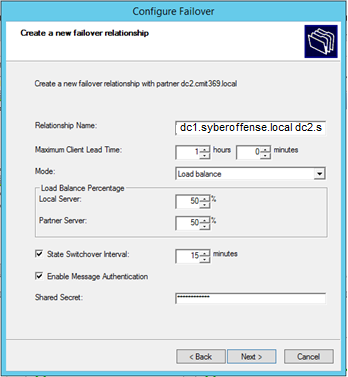 Configure Failover
Create a new failover relationship
Create a new failover relationship with partner dc2.cmit369.local
Relationship Name: dc1.syberoffense.local dc2.s
Maximum Client Lead Time: 1 hours 0 minutes
Mode: Load balance
Load Balance Percentage
Local Server: 50 %
Partner Server: 50 %
State Switchover Interval: 15 minutes
Enable Message Authentication
Shared Secret: ************
< Back Next > Cancel